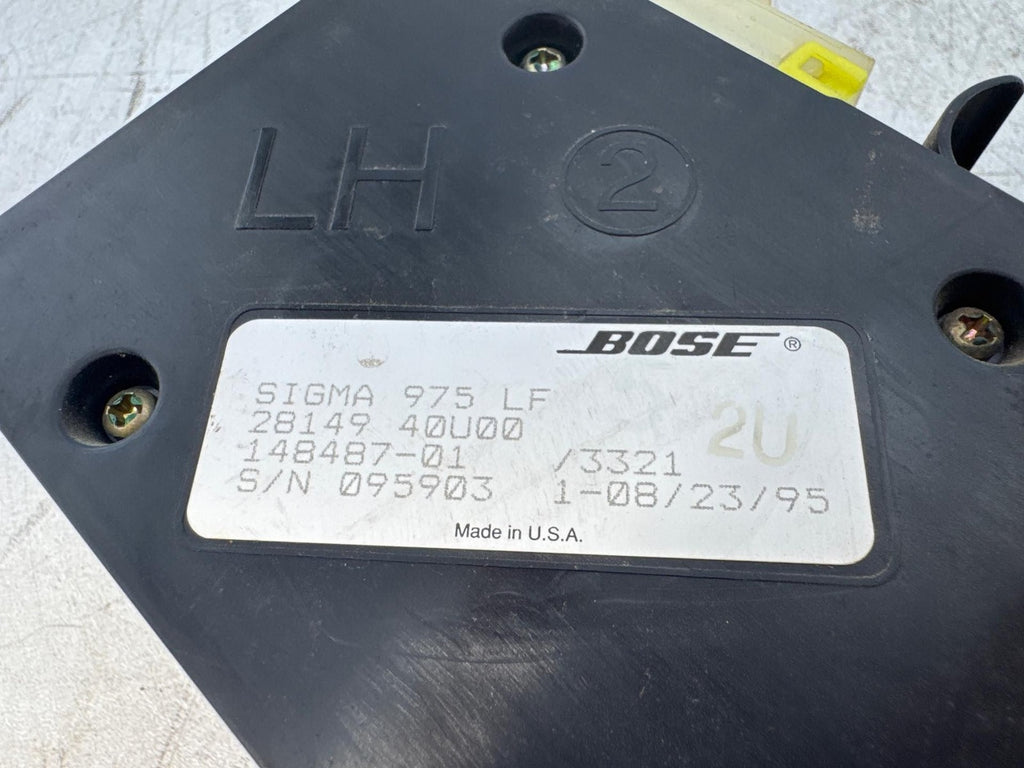 LH 2
BOSE®
SIGMA 975 LF
28149 40U00 2U
148487-01 /3321
S/N 095903 1-08/23/95
Made in U.S.A.